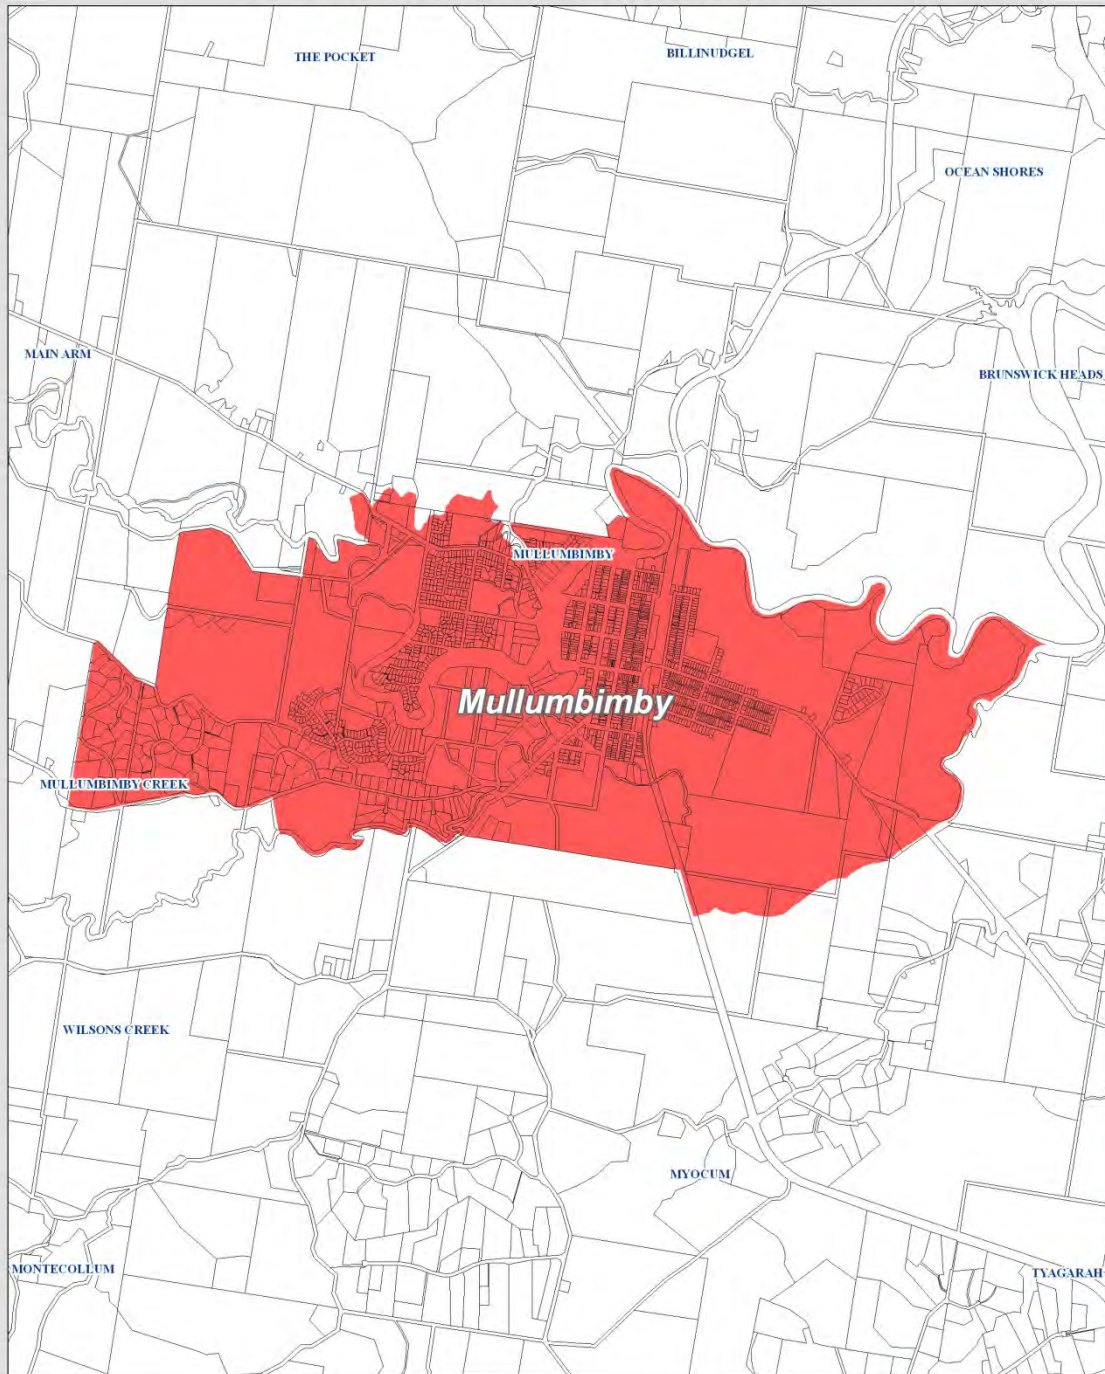 THE POCKET
BILLINUDGEL
OCEAN SHORES
MAIN ARM
BRUNSWICK HEADS
MULLUMBIMBY
Mullumbimby
MULLUMBIMBY CREEK
WILSONS CREEK
MYOCUM
MONTECOLLUM
TYAGARAH